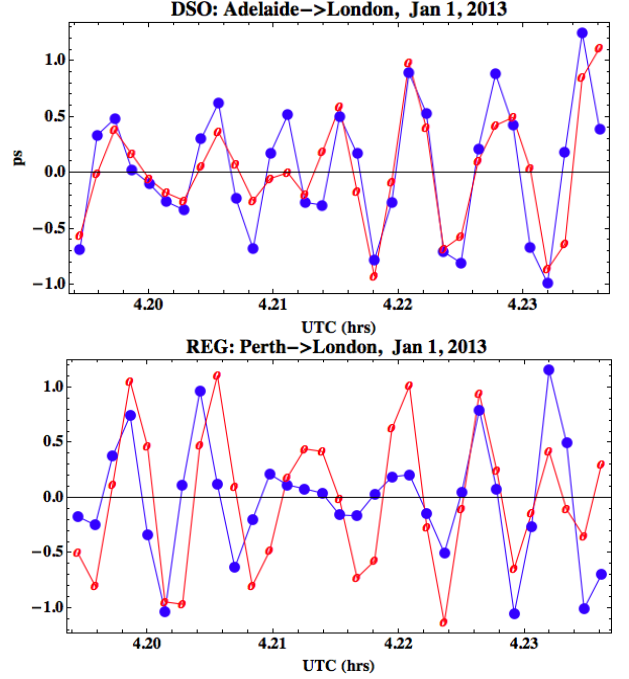 DSO: Adelaide->London, Jan 1, 2013
1.0
0.5
ps
0.0
-0.5
-1.0
4.20 4.21 4.22 4.23
UTC (hrs)
REG: Perth->London, Jan 1, 2013
1.0
0.5
0.0
-0.5
-1.0
4.20 4.21 4.22 4.23
UTC (hrs)